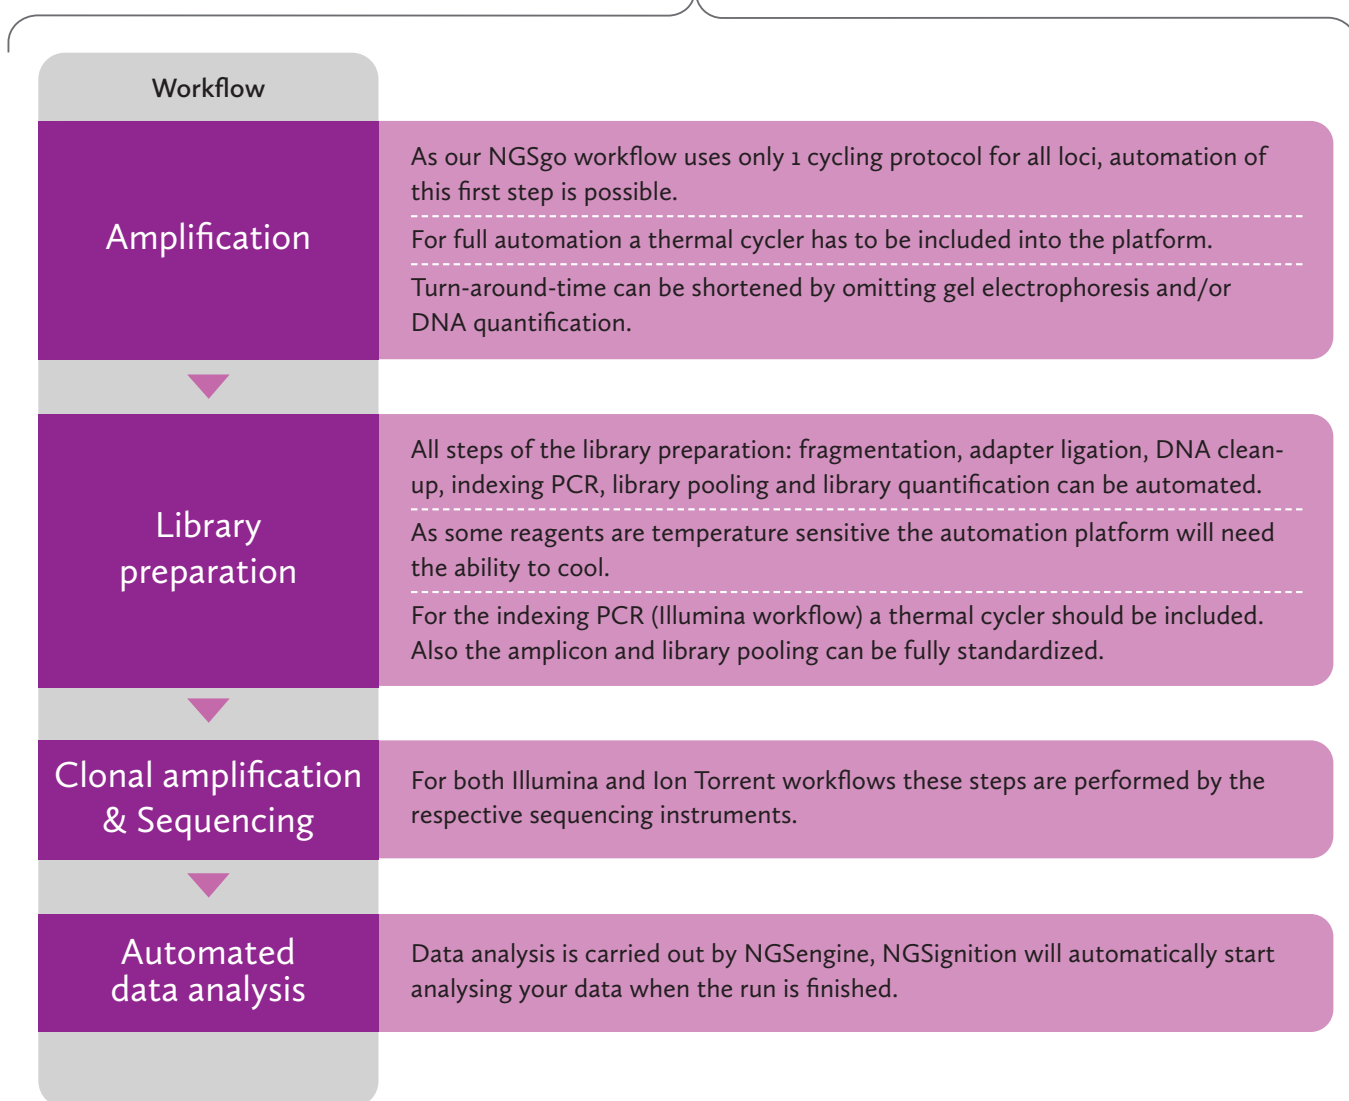 Workflow
Amplification
As our NGSgo workflow uses only 1 cycling protocol for all loci, automation of
this first step is possible.
For full automation a thermal cycler has to be included into the platform.
Turn-around-time can be shortened by omitting gel electrophoresis and/or
DNA quantification.
Library
preparation
All steps of the library preparation: fragmentation, adapter ligation, DNA clean-
up, indexing PCR, library pooling and library quantification can be automated.
As some reagents are temperature sensitive the automation platform will need
the ability to cool.
For the indexing PCR (Illumina workflow) a thermal cycler should be included.
Also the amplicon and library pooling can be fully standardized.
Clonal amplification
& Sequencing
For both Illumina and Ion Torrent workflows these steps are performed by the
respective sequencing instruments.
Automated
data analysis
Data analysis is carried out by NGSengine, NGSignition will automatically start
analysing your data when the run is finished.